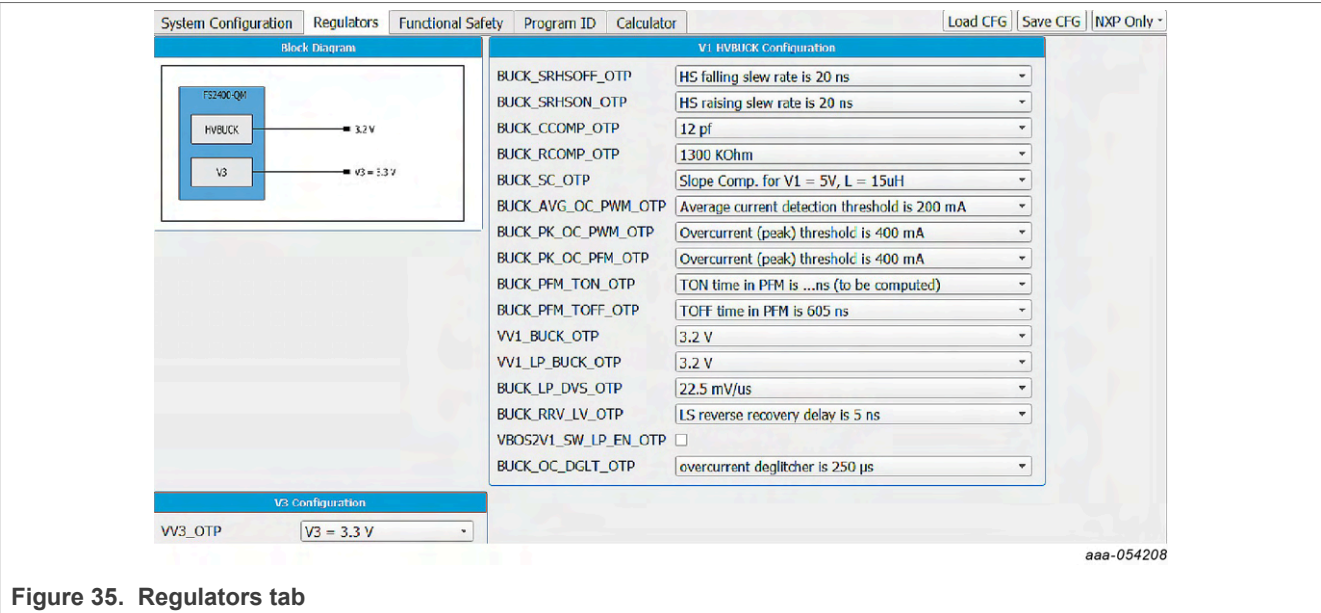 System Configuration Regulators Functional Safety Program ID Calculator Load CFG Save CFG NXP Only
Block Diagram
FS2400-QM
HVBUCK 3.2 V
V3 V3 = 3.3 V
V1 HVBUCK Configuration
BUCK_SRHSOFF_OTP HS falling slew rate is 20 ns
BUCK_SRHSON_OTP HS raising slew rate is 20 ns
BUCK_CCOMP_OTP 12 pf
BUCK_RCOMP_OTP 1300 KOhm
BUCK_SC_OTP Slope Comp. for V1 = 5V, L = 15uH
BUCK_AVG_OC_PWM_OTP Average current detection threshold is 200 mA
BUCK_PK_OC_PWM_OTP Overcurrent (peak) threshold is 400 mA
BUCK_PK_OC_PFM_OTP Overcurrent (peak) threshold is 400 mA
BUCK_PFM_TON_OTP TON time in PFM is ...ns (to be computed)
BUCK_PFM_TOFF_OTP TOFF time in PFM is 605 ns
VV1_BUCK_OTP 3.2 V
VV1_LP_BUCK_OTP 3.2 V
BUCK_LP_DVS_OTP 22.5 mV/us
BUCK_RRV_LV_OTP LS reverse recovery delay is 5 ns
VBOS2V1_SW_LP_EN_OTP
BUCK_OC_DGLT_OTP overcurrent deglitcher is 250 µs
V3 Configuration
VV3_OTP V3 = 3.3 V
aaa-054208
Figure 35. Regulators tab